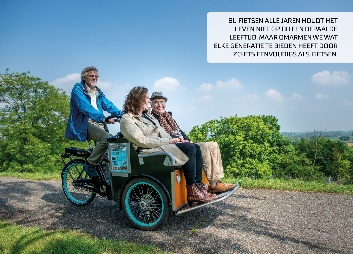 BIJ FIETSEN ALLE JAREN HOUDT HET
LEVEN NIET OP BIJ EEN BEPAALDE
LEEFTIJD, MAAR OMARMEN WE WAT
ELKE GENERATIE TE BIEDEN HEEFT DOOR
ZOIETS EENVOUDIGS ALS FIETSEN.